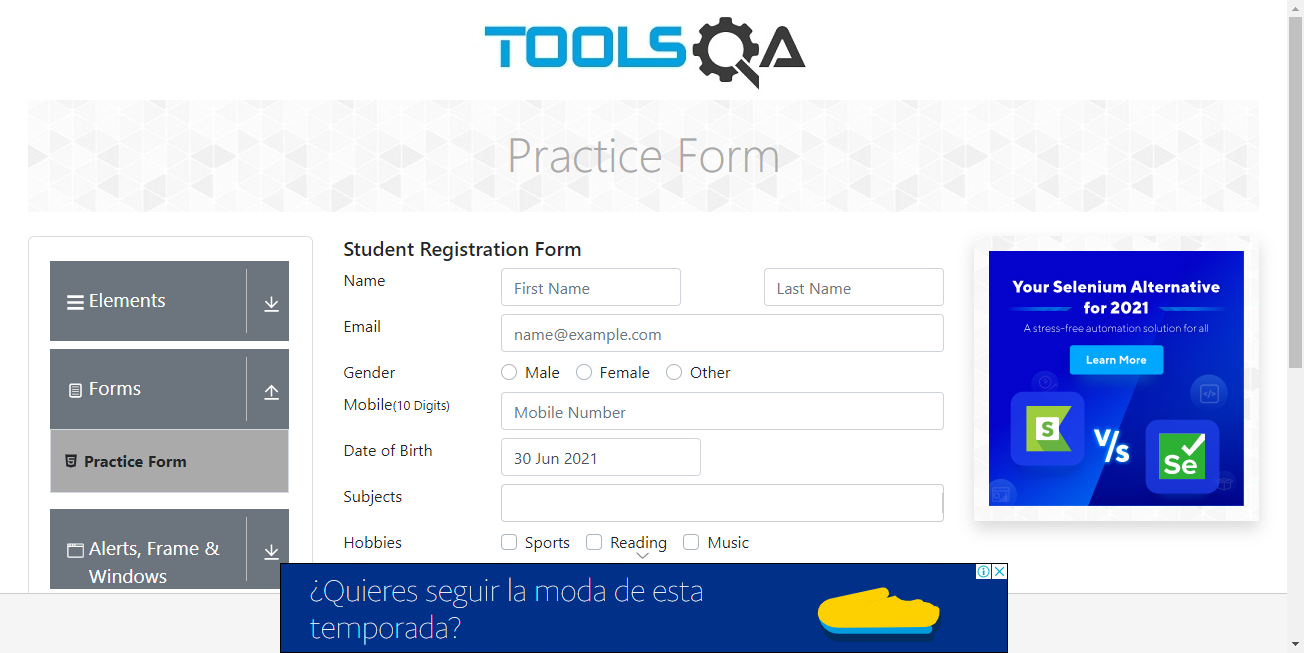 TOOLSQA
Practice Form
Elements
Forms
Practice Form
Alerts, Frame &
Windows
Student Registration Form
Name
First Name
Last Name
Email
name@example.com
Gender
Male
Female
Other
Mobile(10 Digits)
Mobile Number
Date of Birth
30 Jun 2021
Subjects
Hobbies
Sports
Reading
Music
Your Selenium Alternative
for 2021
A stress-free automation solution for all
Learn More
S
V/s
Se
</>
¿Quieres seguir la moda de esta
temporada?